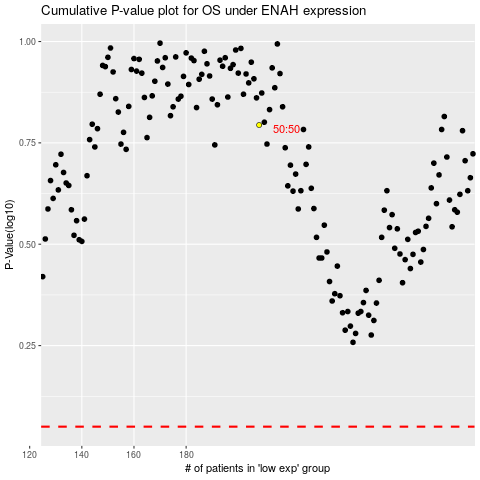 Cumulative P-value plot for OS under ENAH expression
1.00
50:50
0.75
P-Value(log10)
0.50
0.25
120 140 160 180
# of patients in 'low exp' group